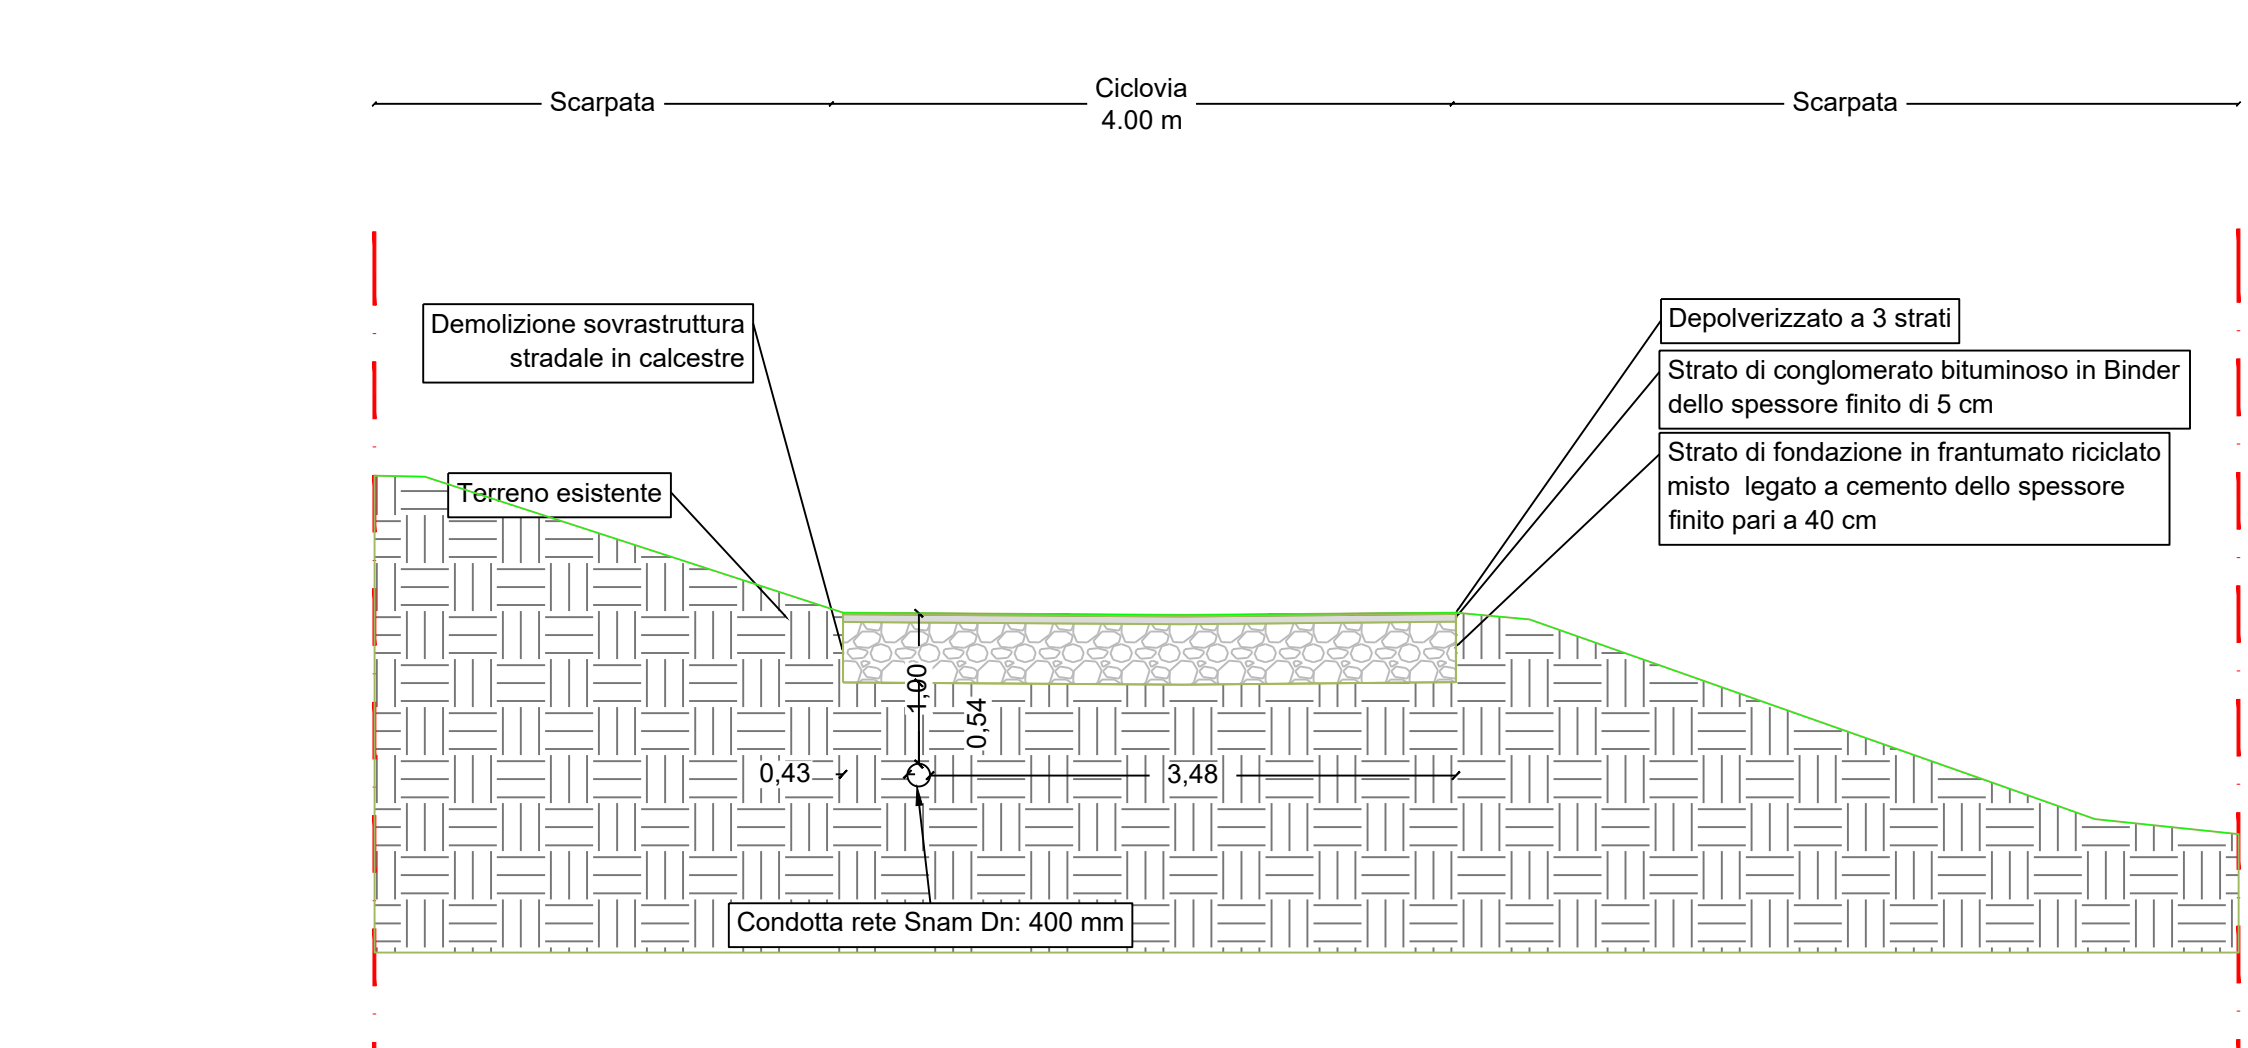 Scarpata
Ciclovia
4.00 m
Scarpata
Demolizione sovrastruttura
stradale in calcestre
Depolverizzato a 3 strati
Strato di conglomerato bituminoso in Binder
dello spessore finito di 5 cm
Strato di fondazione in frantumato riciclato
misto  legato a cemento dello spessore
finito pari a 40 cm
Terreno esistente
1,00
0,54
0,43
3,48
Condotta rete Snam Dn: 400 mm